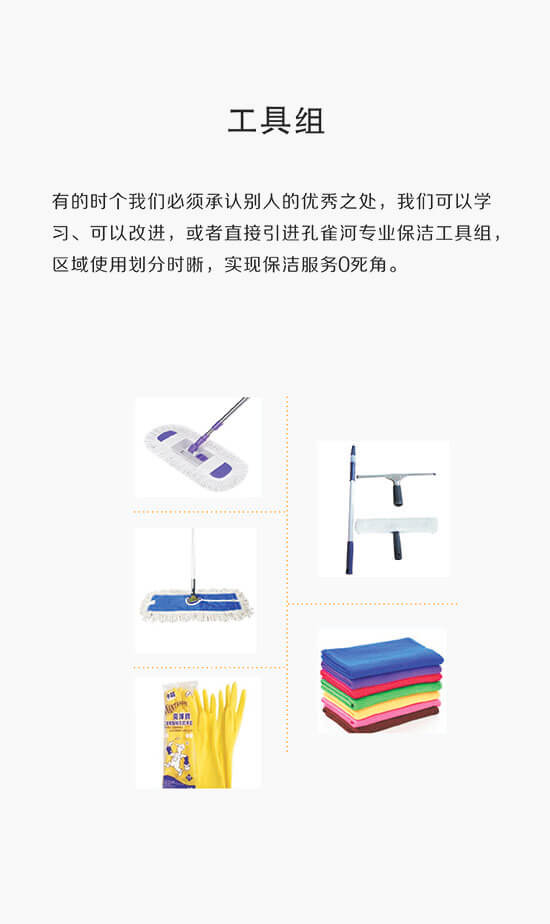 工具组
有的时个我们必须承认别人的优秀之处，我们可以学
习、可以改进，或者直接引进孔雀河专业保洁工具组，
区域使用划分时晰，实现保洁服务0死角。